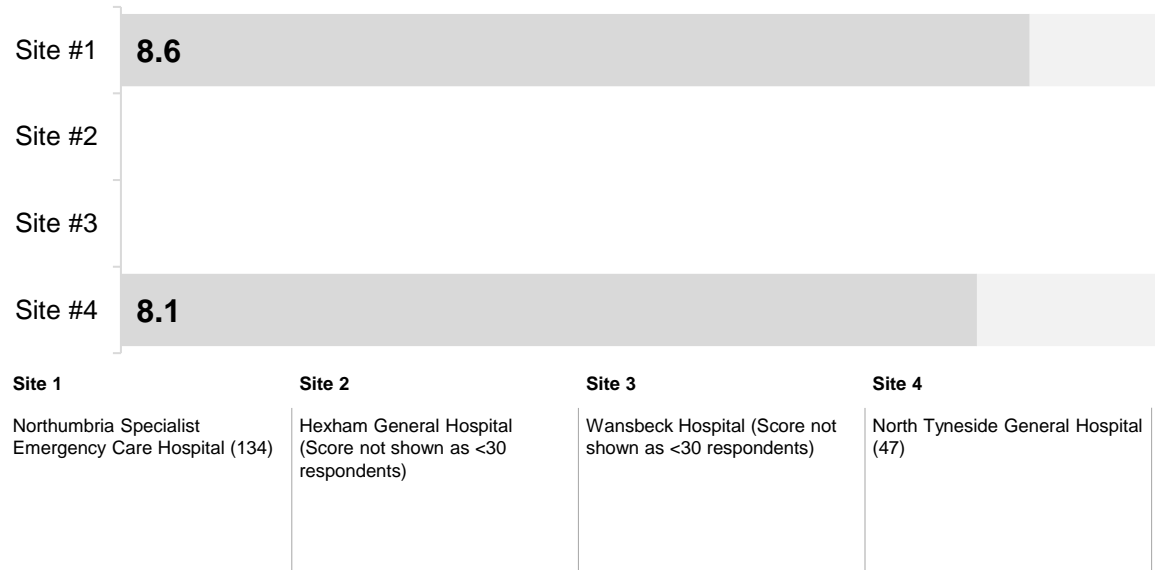 Site #1
8.6
Site #2
Site #3
Site #4
8.1
Site 1
Northumbria Specialist
Emergency Care Hospital (134)
Site 2
Hexham General Hospital
(Score not shown as <30
respondents)
Site 3
Wansbeck Hospital (Score not
shown as <30 respondents)
Site 4
North Tyneside General Hospital
(47)